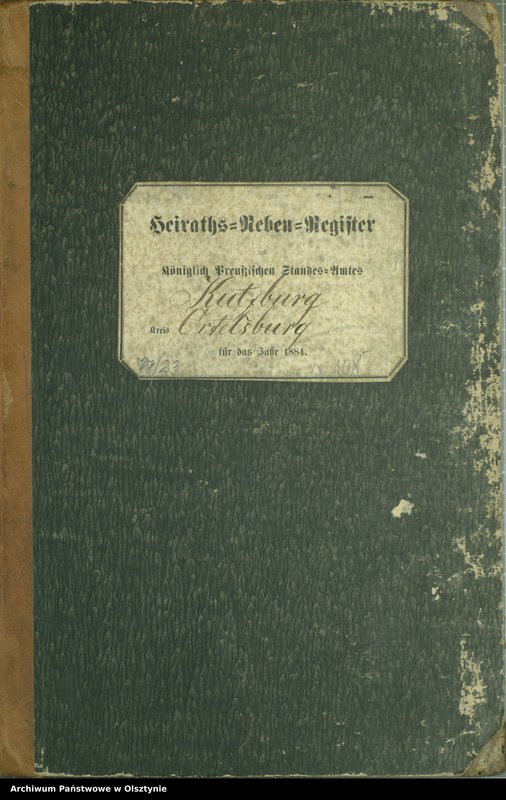 Heiraths-Neben-Register
des
Königlich Preußischen Standes-Amtes
Kutzburg
Kreis Ortelsburg
für das Jahr 1884.
Archiwum Państwowe w Olsztynie